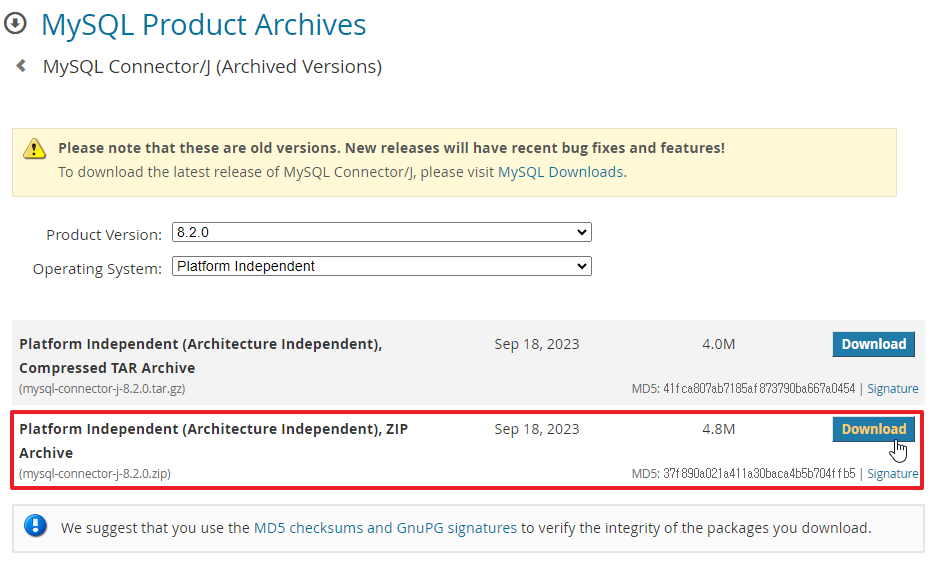 MySQL Product Archives
MySQL Connector/J (Archived Versions)
Please note that these are old versions. New releases will have recent bug fixes and features!
To download the latest release of MySQL Connector/J, please visit MySQL Downloads.
Product Version: 8.2.0
Operating System: Platform Independent
Platform Independent (Architecture Independent), Sep 18, 2023 4.0M Download
Compressed TAR Archive
(mysql-connector-j-8.2.0.tar.gz) MD5: 41fca807ab7185af873790ba667a0454 | Signature
Platform Independent (Architecture Independent), ZIP Sep 18, 2023 4.8M Download
Archive
(mysql-connector-j-8.2.0.zip) MD5: 37f890a021a411a30baca4b5b704ffb5 | Signature
We suggest that you use the MD5 checksums and GnuPG signatures to verify the integrity of the packages you download.